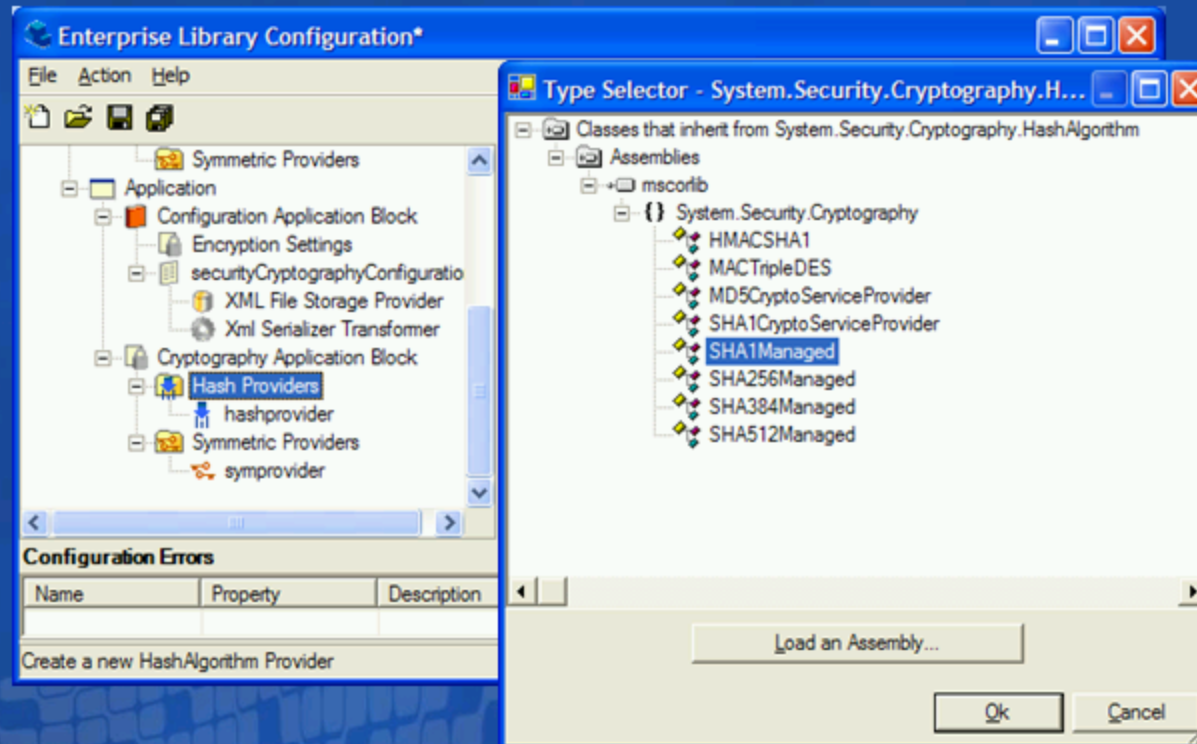 Enterprise Library Configuration*
File Action Help
Symmetric Providers
Application
Configuration Application Block
Encryption Settings
securityCryptographyConfiguratio
XML File Storage Provider
Xml Serializer Transformer
Cryptography Application Block
Hash Providers
hashprovider
Symmetric Providers
symprovider
Configuration Errors
Name Property Description
Create a new HashAlgorithm Provider
Type Selector - System.Security.Cryptography.H...
Classes that inherit from System.Security.Cryptography.HashAlgorithm
Assemblies
mscorlib
{} System.Security.Cryptography
HMACSHA1
MACTripleDES
MD5CryptoServiceProvider
SHA1CryptoServiceProvider
SHA1Managed
SHA256Managed
SHA384Managed
SHA512Managed
Load an Assembly...
Ok Cancel